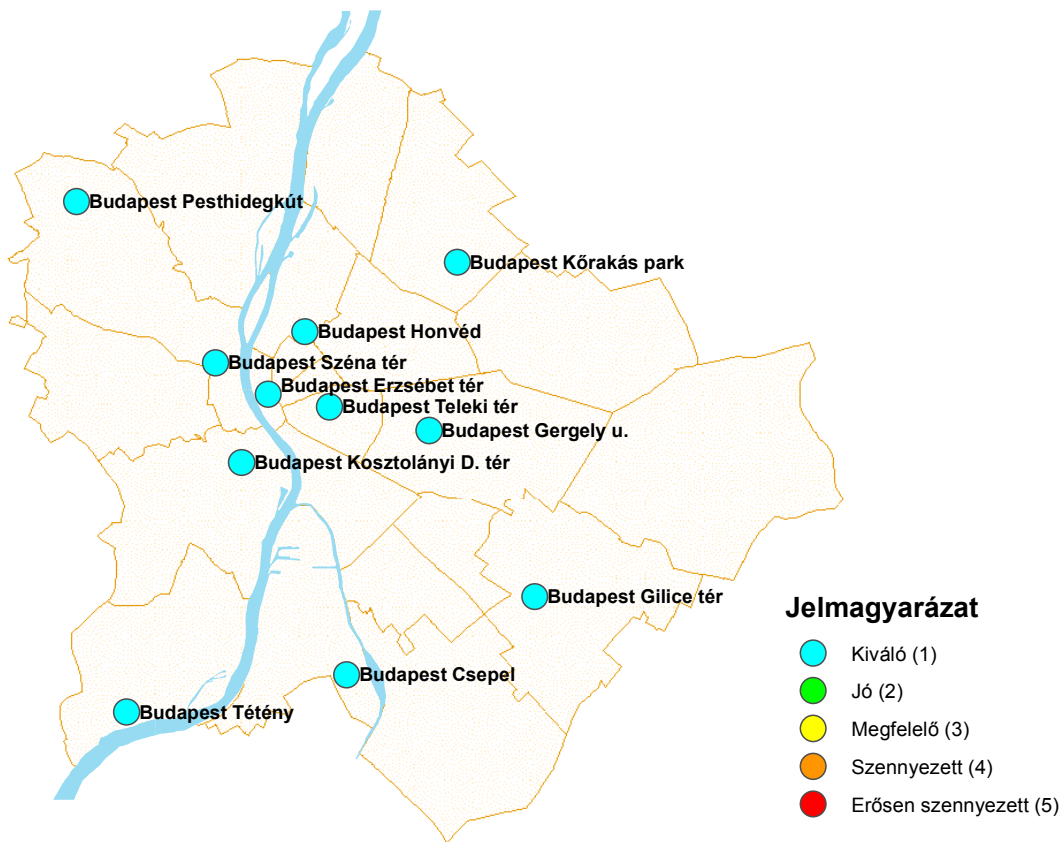 Budapest Pesthidegkút
Budapest Kőrakás park
Budapest Honvéd
Budapest Széna tér
Budapest Erzsébet tér
Budapest Teleki tér
Budapest Gergely u.
Budapest Kosztolányi D. tér
Budapest Gilice tér
Budapest Csepel
Budapest Tétény
Jelmagyarázat
Kiváló (1)
Jó (2)
Megfelelő (3)
Szennyezett (4)
Erősen szennyezett (5)